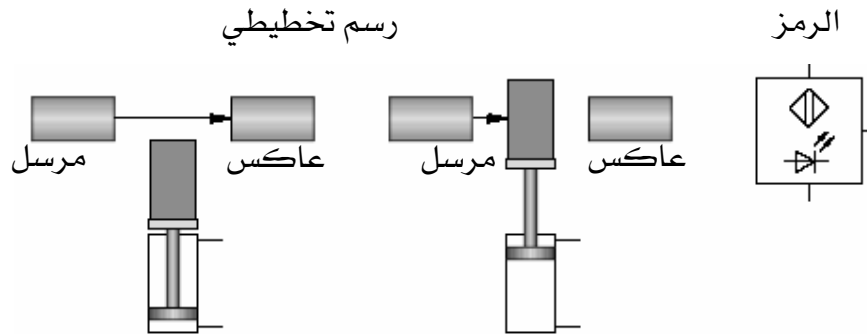 الرمز
رسم تخطيطي
عاكس
مرسل
عاكس
مرسل